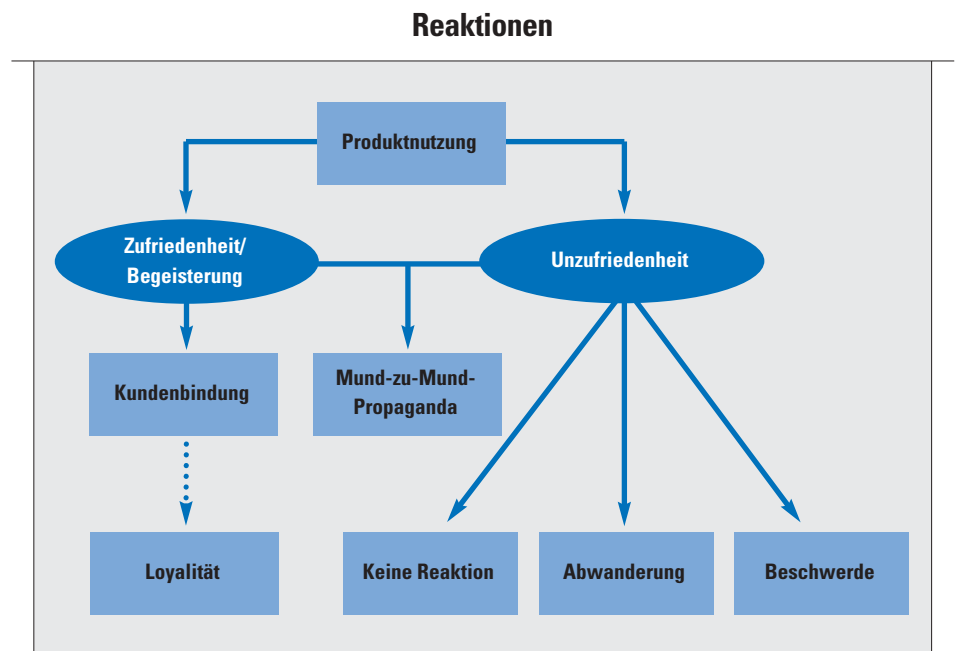 Reaktionen
Produktnutzung
Zufriedenheit/
Begeisterung
Unzufriedenheit
Kundenbindung
Mund-zu-Mund-
Propaganda
Loyalität
Keine Reaktion
Abwanderung
Beschwerde